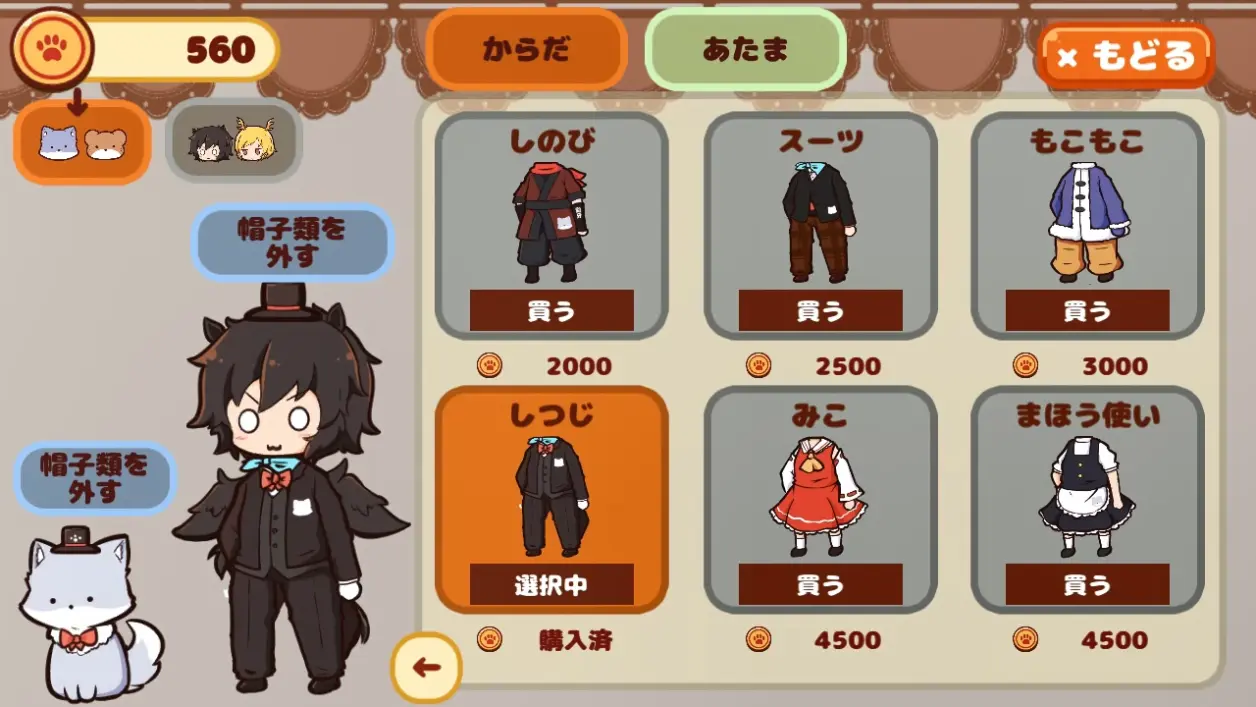 560
からだ
あたま
× もどる
帽子類を
外す
帽子類を
外す
しのび
買う
2000
スーツ
買う
2500
もこもこ
買う
3000
しつじ
選択中
購入済
みこ
買う
4500
まほう使い
買う
4500